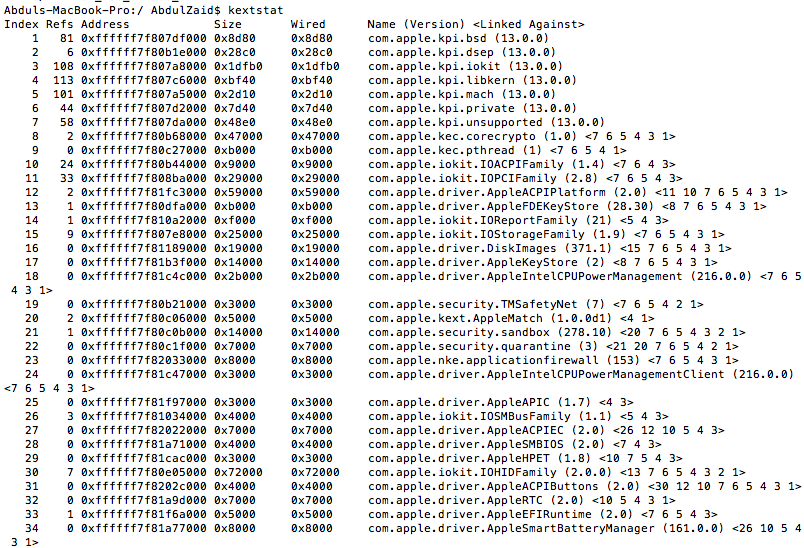 Abduls-MacBook-Pro:/ AbdulZaid$ kextstat
Index Refs Address            Size       Wired      Name (Version) <Linked Against>
    1   81 0xffffff7f807df000 0x8d80     0x8d80     com.apple.kpi.bsd (13.0.0)
    2    6 0xffffff7f80b1e000 0x28c0     0x28c0     com.apple.kpi.dsep (13.0.0)
    3  108 0xffffff7f807a8000 0x1dfb0    0x1dfb0    com.apple.kpi.iokit (13.0.0)
    4  113 0xffffff7f807c6000 0xbf40     0xbf40     com.apple.kpi.libkern (13.0.0)
    5  101 0xffffff7f807a5000 0x2d10     0x2d10     com.apple.kpi.mach (13.0.0)
    6   44 0xffffff7f807d2000 0x7d40     0x7d40     com.apple.kpi.private (13.0.0)
    7   58 0xffffff7f807da000 0x48e0     0x48e0     com.apple.kpi.unsupported (13.0.0)
    8    2 0xffffff7f80b68000 0x47000    0x47000    com.apple.kec.corecrypto (1.0) <7 6 5 4 3 1>
    9    0 0xffffff7f80c27000 0xb000     0xb000     com.apple.kec.pthread (1) <7 6 5 4 1>
   10   24 0xffffff7f80b44000 0x9000     0x9000     com.apple.iokit.IOACPIFamily (1.4) <7 6 4 3>
   11   33 0xffffff7f808ba000 0x29000    0x29000    com.apple.iokit.IOPCIFamily (2.8) <7 6 5 4 3>
   12    2 0xffffff7f81fc3000 0x59000    0x59000    com.apple.driver.AppleACPIPlatform (2.0) <11 10 7 6 5 4 3 1>
   13    1 0xffffff7f80dfa000 0xb000     0xb000     com.apple.driver.AppleFDEKeyStore (28.30) <8 7 6 5 4 3 1>
   14    1 0xffffff7f810a2000 0xf000     0xf000     com.apple.iokit.IOReportFamily (21) <5 4 3>
   15    9 0xffffff7f807e8000 0x25000    0x25000    com.apple.iokit.IOStorageFamily (1.9) <7 6 5 4 3 1>
   16    0 0xffffff7f81189000 0x19000    0x19000    com.apple.driver.DiskImages (371.1) <15 7 6 5 4 3 1>
   17    0 0xffffff7f81b3f000 0x14000    0x14000    com.apple.driver.AppleKeyStore (2) <8 7 6 5 4 3 1>
   18    0 0xffffff7f81c4c000 0x2b000    0x2b000    com.apple.driver.AppleIntelCPUPowerManagement (216.0.0) <7 6 5
 4 3 1>
   19    0 0xffffff7f80b21000 0x3000     0x3000     com.apple.security.TMSafetyNet (7) <7 6 5 4 2 1>
   20    2 0xffffff7f80c06000 0x5000     0x5000     com.apple.kext.AppleMatch (1.0.0d1) <4 1>
   21    1 0xffffff7f80c0b000 0x14000    0x14000    com.apple.security.sandbox (278.10) <20 7 6 5 4 3 2 1>
   22    0 0xffffff7f80c1f000 0x7000     0x7000     com.apple.security.quarantine (3) <21 20 7 6 5 4 2 1>
   23    0 0xffffff7f82033000 0x8000     0x8000     com.apple.nke.applicationfirewall (153) <7 6 5 4 3 1>
   24    0 0xffffff7f81c47000 0x3000     0x3000     com.apple.driver.AppleIntelCPUPowerManagementClient (216.0.0)
<7 6 5 4 3 1>
   25    0 0xffffff7f81f97000 0x3000     0x3000     com.apple.driver.AppleAPIC (1.7) <4 3>
   26    3 0xffffff7f81034000 0x4000     0x4000     com.apple.iokit.IOSMBusFamily (1.1) <5 4 3>
   27    0 0xffffff7f82022000 0x7000     0x7000     com.apple.driver.AppleACPIEC (2.0) <26 12 10 5 4 3>
   28    0 0xffffff7f81a71000 0x4000     0x4000     com.apple.driver.AppleSMBIOS (2.0) <7 4 3>
   29    0 0xffffff7f81cac000 0x3000     0x3000     com.apple.driver.AppleHPET (1.8) <10 7 5 4 3>
   30    7 0xffffff7f80e05000 0x72000    0x72000    com.apple.iokit.IOHIDFamily (2.0.0) <13 7 6 5 4 3 2 1>
   31    0 0xffffff7f8202c000 0x4000     0x4000     com.apple.driver.AppleACPIButtons (2.0) <30 12 10 7 6 5 4 3 1>
   32    0 0xffffff7f81a9d000 0x7000     0x7000     com.apple.driver.AppleRTC (2.0) <10 5 4 3 1>
   33    1 0xffffff7f81f6a000 0x5000     0x5000     com.apple.driver.AppleEFIRuntime (2.0) <7 6 5 4 3>
   34    0 0xffffff7f81a77000 0x8000     0x8000     com.apple.driver.AppleSmartBatteryManager (161.0.0) <26 10 5 4
 3 1>